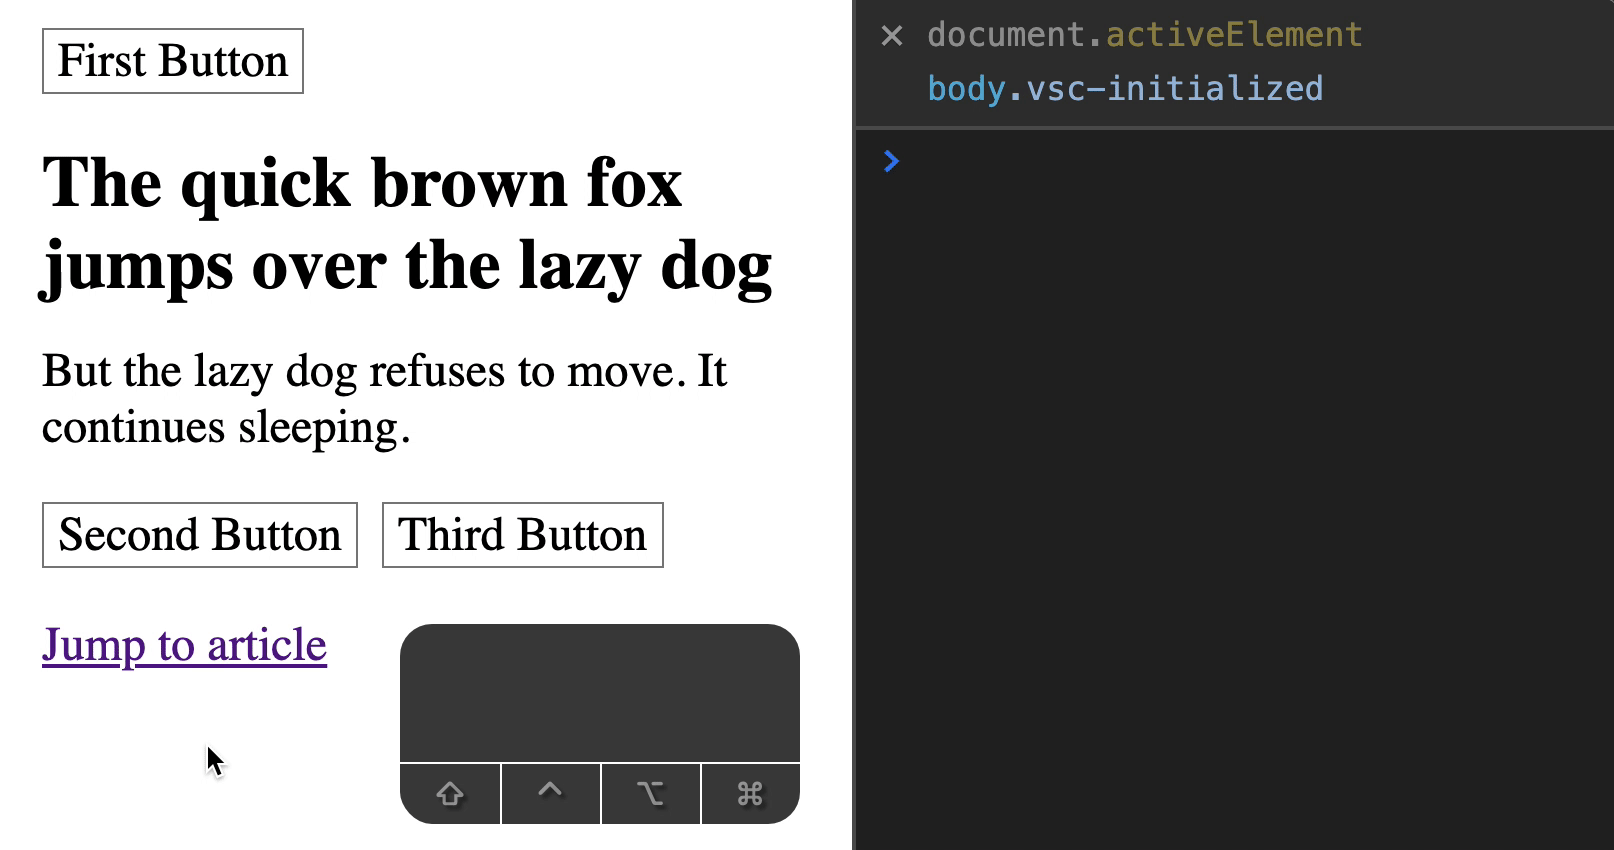 First Button
The quick brown fox
jumps over the lazy dog
But the lazy dog refuses to move. It
continues sleeping.
Second Button
Third Button
Jump to article
document.activeElement
body.vsc-initialized